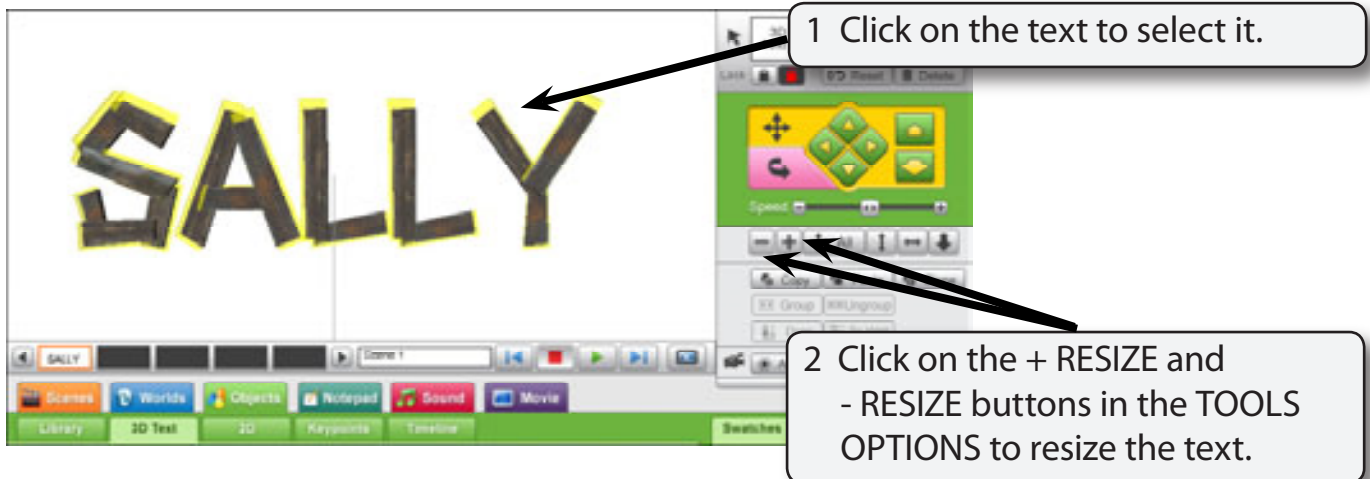 1 Click on the text to select it.
SALLY
Lock Reset Delete
Speed
All
Copy
Group Ungroup
SALLY Scene 1
2 Click on the + RESIZE and
- RESIZE buttons in the TOOLS
OPTIONS to resize the text.
Scenes Worlds Objects Notepad Sound Movie
Library 3D Text 2D Keypoints Timeline Swatches